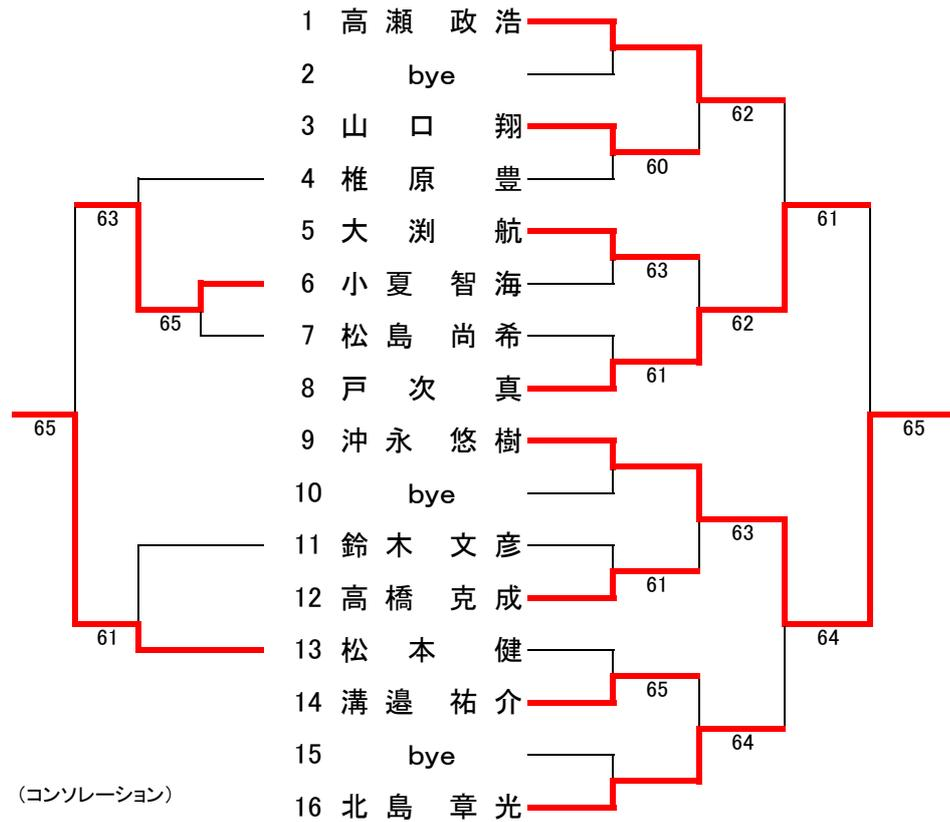 1 高瀬 政浩
62
2 bye
3 山口 翔
60
4 椎原 豊
63
61
5 大渕 航
63
6 小夏 智海
65
62
7 松島 尚希
61
8 戸次 真
65
65
9 沖永 悠樹
10 bye
63
11 鈴木 文彦
61
12 高橋 克成
61
64
13 松本 健
65
14 溝邉 祐介
64
15 bye
(コンソレーション)
16 北島 章光